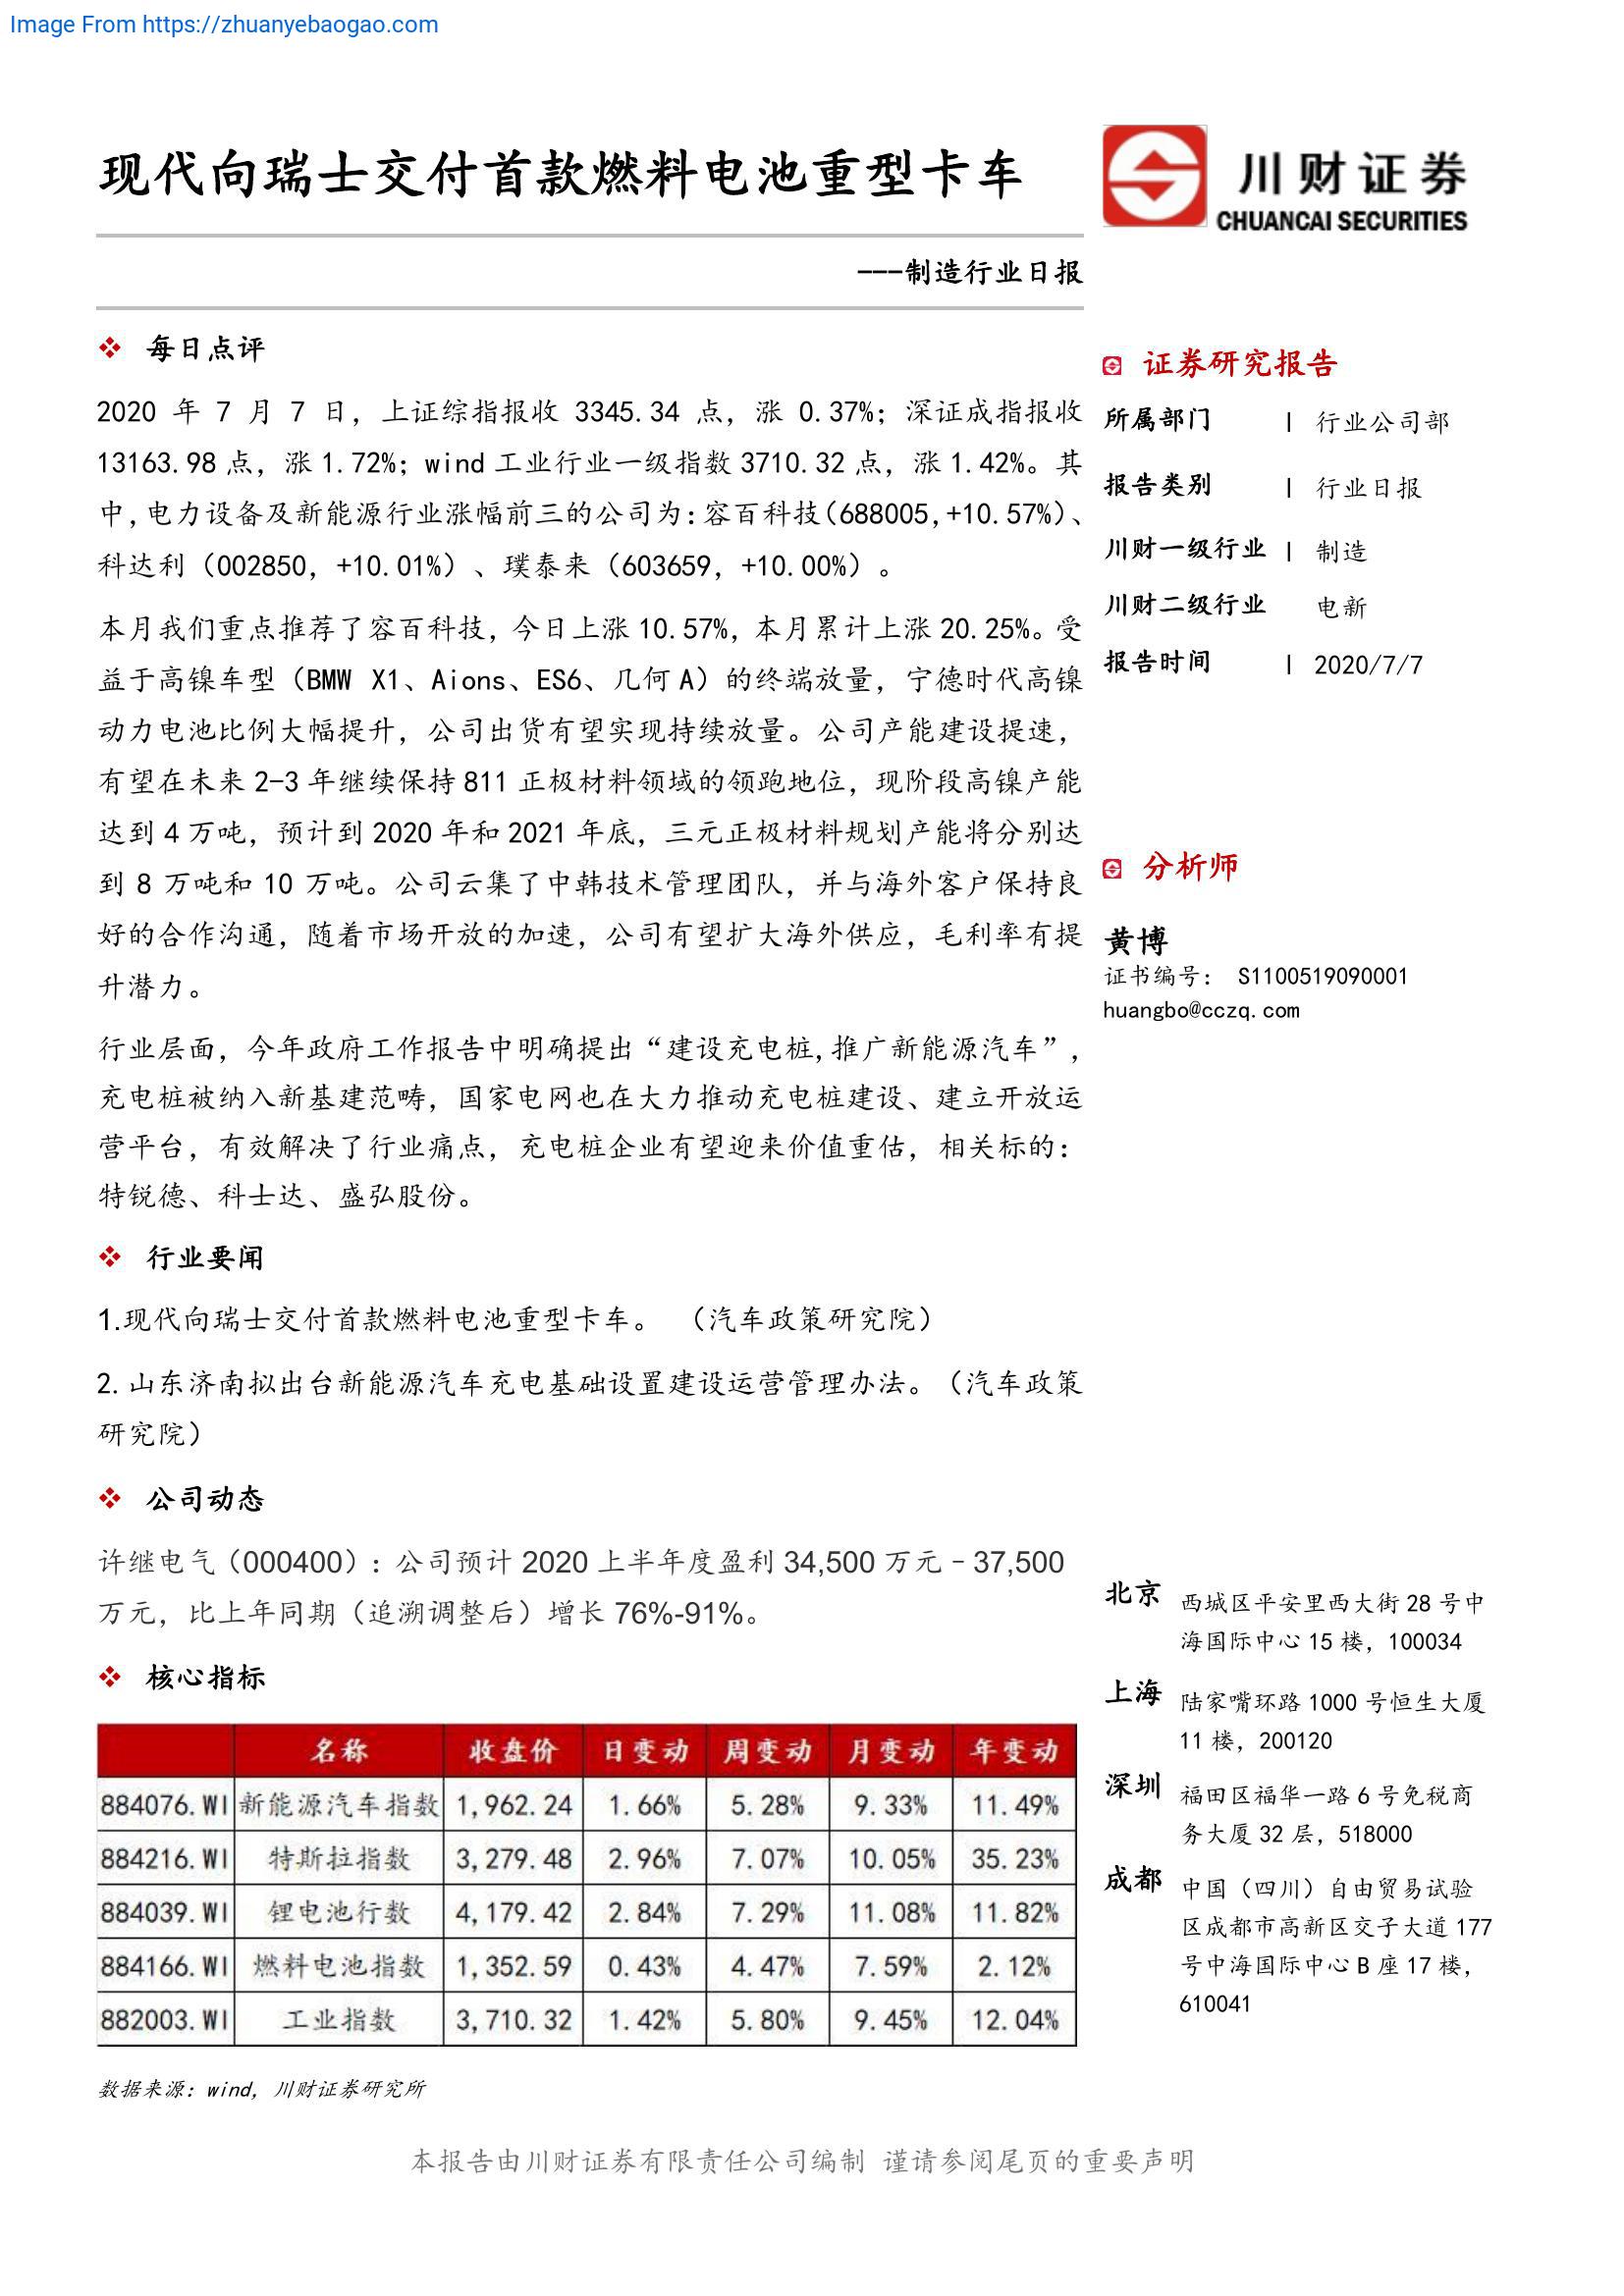 Image From https://zhuanyebaogao.com
现代向瑞士交付首款燃料电池重型卡车
川财证券
CHUANCAI SECURITIES
---制造行业日报
❖ 每日点评
2020 年 7 月 7 日，上证综指报收 3345.34 点，涨 0.37%；深证成指报收
13163.98 点，涨 1.72%；wind 工业行业一级指数 3710.32 点，涨 1.42%。其
中，电力设备及新能源行业涨幅前三的公司为：容百科技（688005,+10.57%）、
科达利（002850，+10.01%）、璞泰来（603659，+10.00%）。
本月我们重点推荐了容百科技，今日上涨 10.57%，本月累计上涨 20.25%。受
益于高镍车型（BMW X1、Aions、ES6、几何 A）的终端放量，宁德时代高镍
动力电池比例大幅提升，公司出货有望实现持续放量。公司产能建设提速，
有望在未来 2-3 年继续保持 811 正极材料领域的领跑地位，现阶段高镍产能
达到 4 万吨，预计到 2020 年和 2021 年底，三元正极材料规划产能将分别达
到 8 万吨和 10 万吨。公司云集了中韩技术管理团队，并与海外客户保持良
好的合作沟通，随着市场开放的加速，公司有望扩大海外供应，毛利率有提
升潜力。
行业层面，今年政府工作报告中明确提出“建设充电桩,推广新能源汽车”，
充电桩被纳入新基建范畴，国家电网也在大力推动充电桩建设、建立开放运
营平台，有效解决了行业痛点，充电桩企业有望迎来价值重估，相关标的：
特锐德、科士达、盛弘股份。
❖ 行业要闻
1.现代向瑞士交付首款燃料电池重型卡车。 （汽车政策研究院）
2. 山东济南拟出台新能源汽车充电基础设置建设运营管理办法。（汽车政策
研究院）
❖ 公司动态
许继电气（000400）：公司预计 2020 上半年度盈利 34,500 万元–37,500
万元，比上年同期（追溯调整后）增长 76%-91%。
❖ 核心指标
名称 收盘价 日变动 周变动 月变动 年变动
884076.WI 新能源汽车指数 1,962.24 1.66% 5.28% 9.33% 11.49%
884216.WI 特斯拉指数 3,279.48 2.96% 7.07% 10.05% 35.23%
884039.WI 锂电池行数 4,179.42 2.84% 7.29% 11.08% 11.82%
884166.WI 燃料电池指数 1,352.59 0.43% 4.47% 7.59% 2.12%
882003.WI 工业指数 3,710.32 1.42% 5.80% 9.45% 12.04%
数据来源：wind，川财证券研究所
证券研究报告
所属部门 | 行业公司部
报告类别 | 行业日报
川财一级行业 | 制造
川财二级行业 电新
报告时间 | 2020/7/7
分析师
黄博
证书编号： S1100519090001
huangbo@cczq.com
北京 西城区平安里西大街 28 号中
海国际中心 15 楼，100034
上海 陆家嘴环路 1000 号恒生大厦
11 楼，200120
深圳 福田区福华一路 6 号免税商
务大厦 32 层，518000
成都 中国（四川）自由贸易试验
区成都市高新区交子大道 177
号中海国际中心 B 座 17 楼，
610041
本报告由川财证券有限责任公司编制 谨请参阅尾页的重要声明